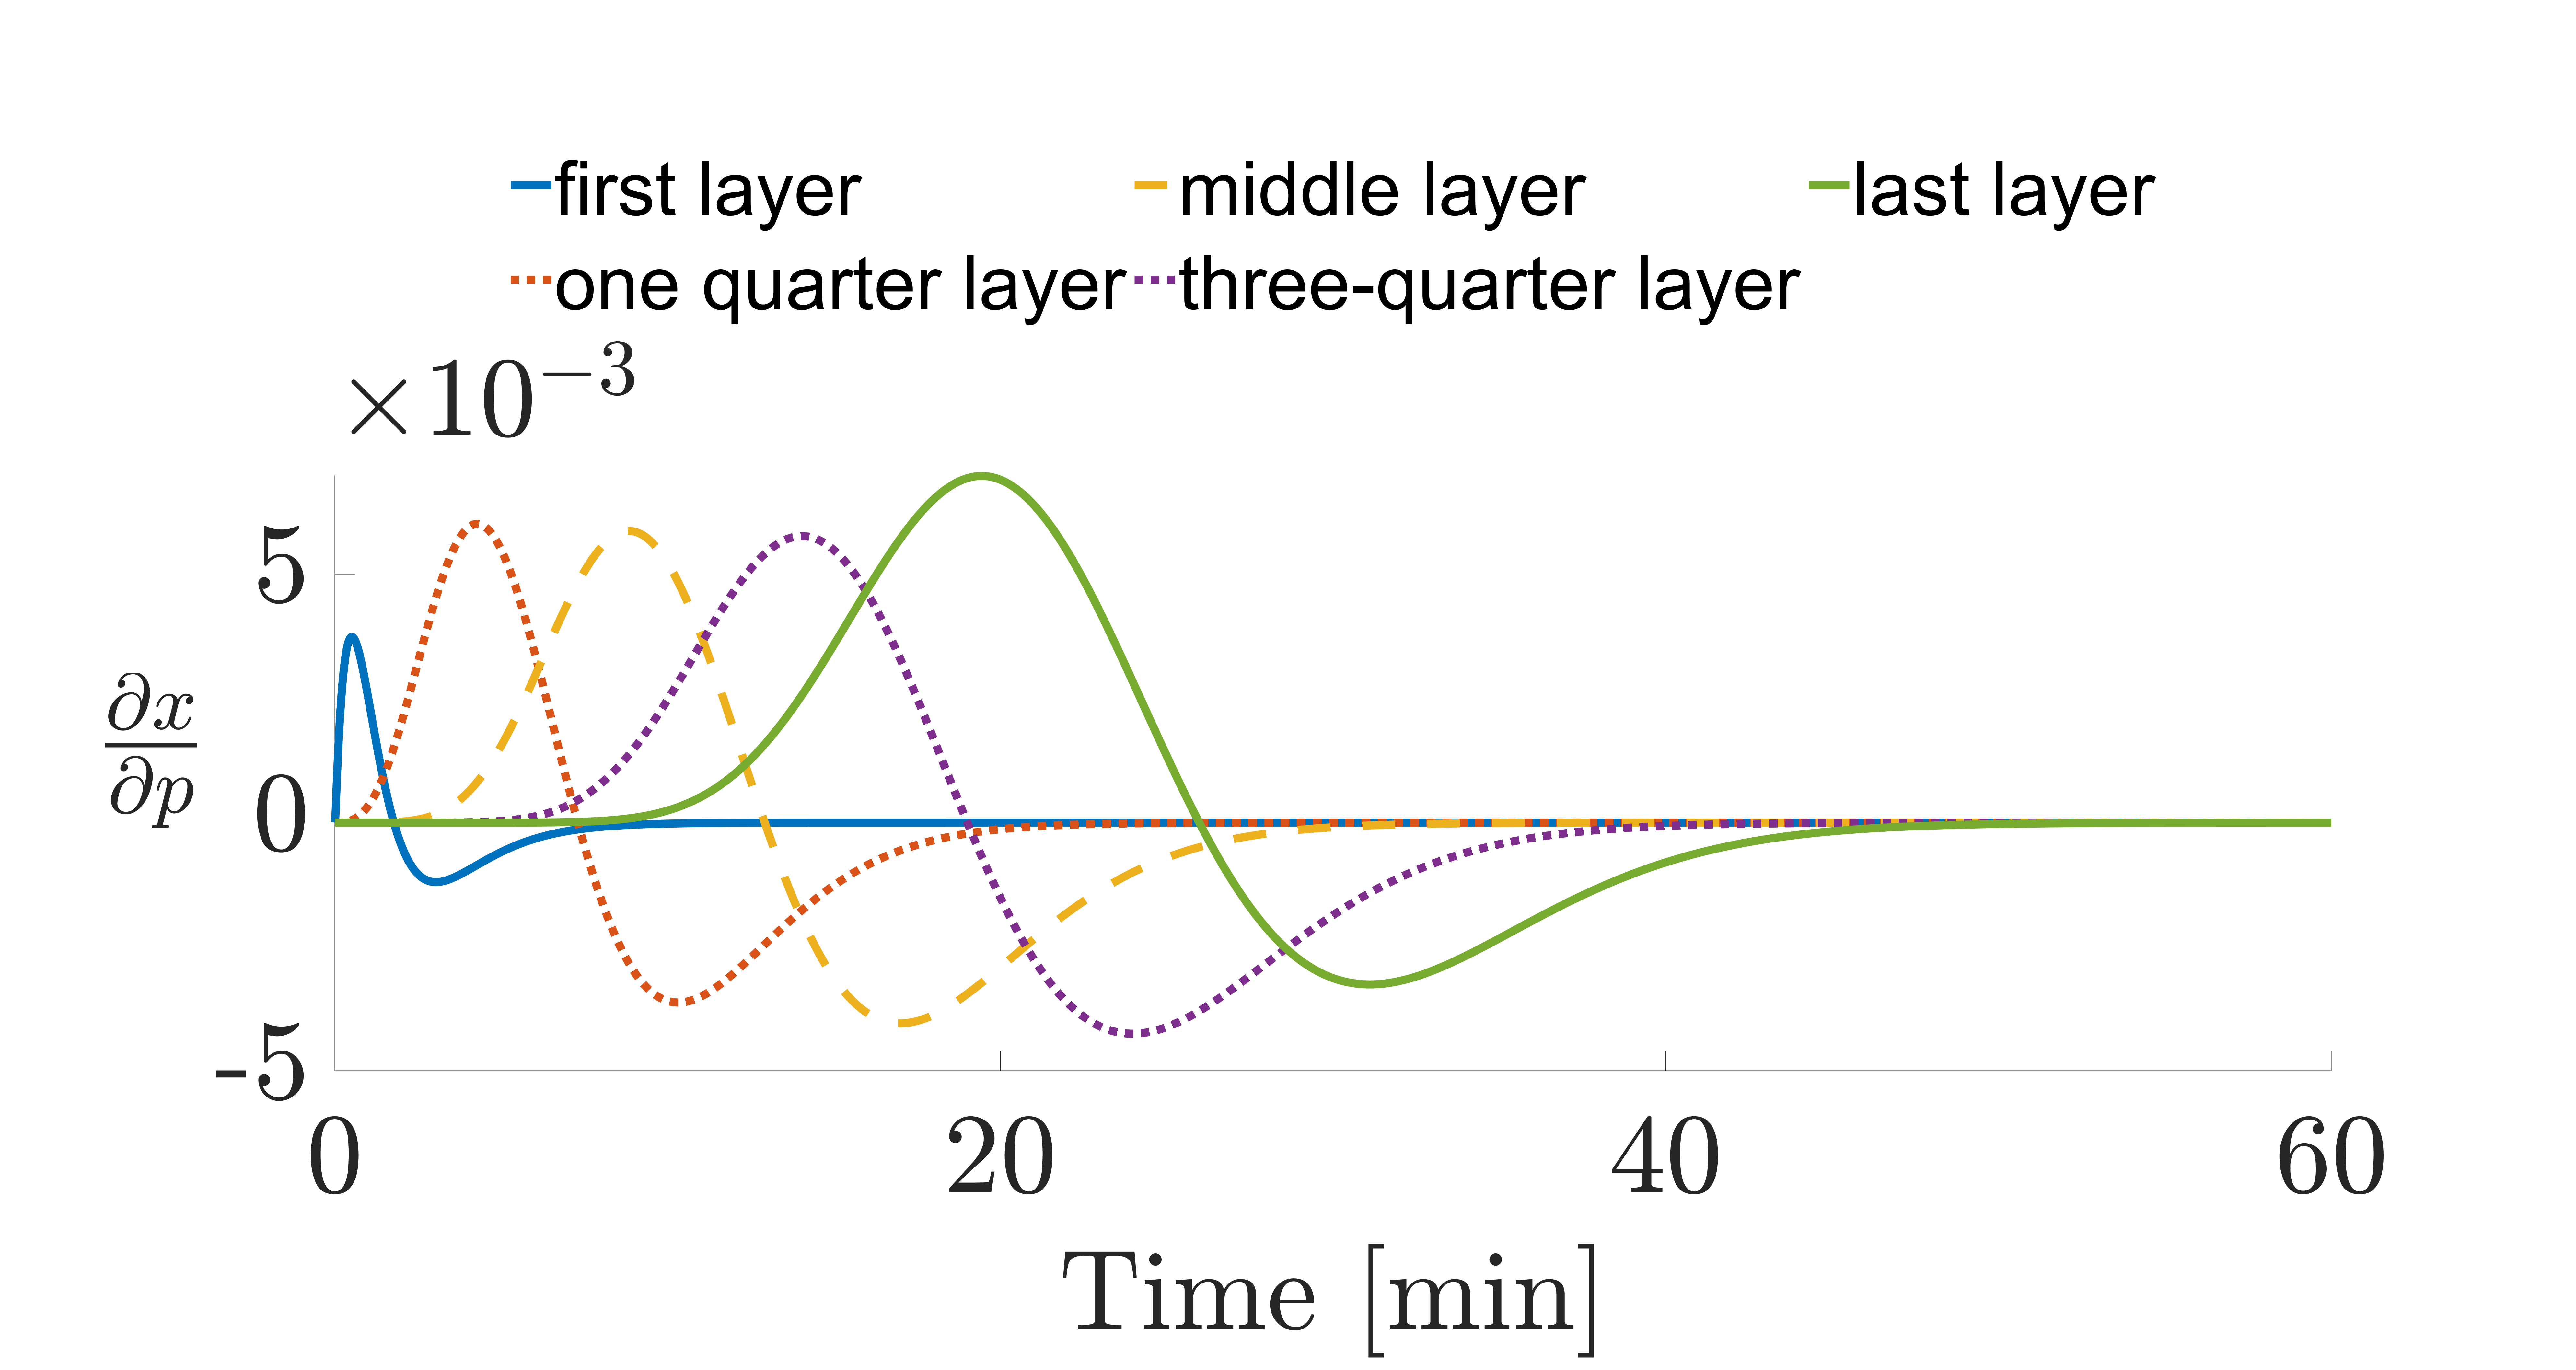 first layer middle layer last layer
one quarter layer three-quarter layer
×10⁻³
5
0
-5
∂x
∂p
0 20 40 60
Time [min]